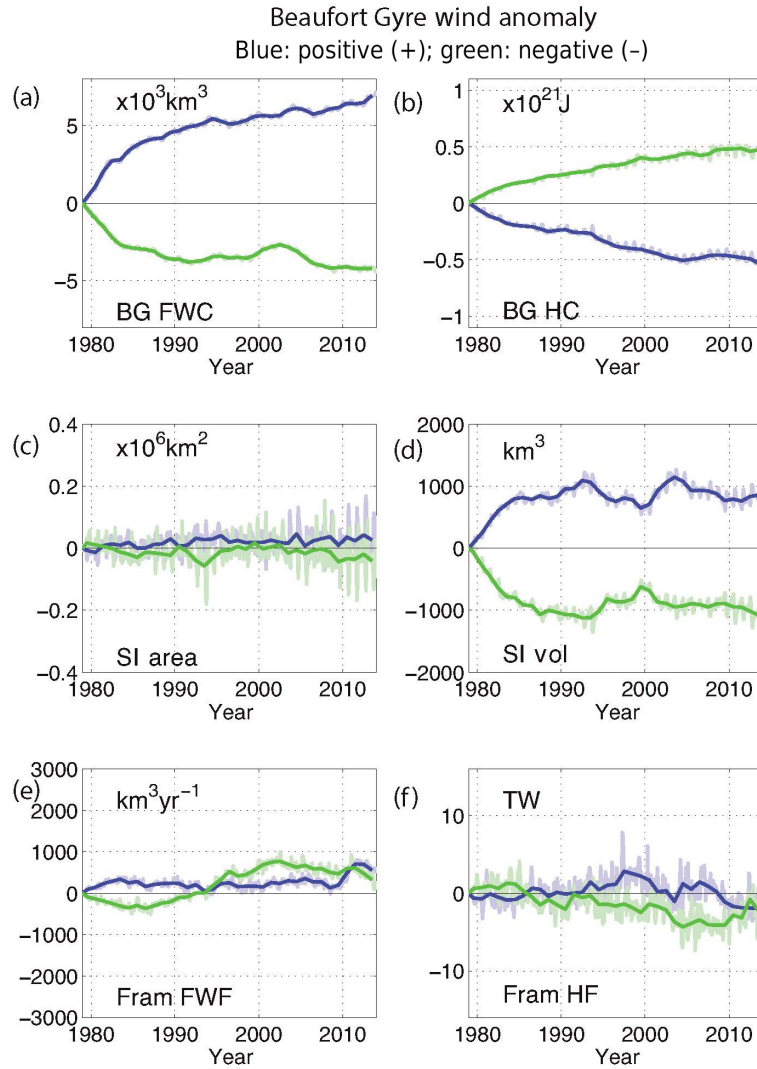 Beaufort Gyre wind anomaly
Blue: positive (+); green: negative (–)
(a)
x10³km³
5
0
−5
BG FWC
1980 1990 2000 2010
Year
(b)
x10²¹J
1
0.5
0
−0.5
−1
BG HC
1980 1990 2000 2010
Year
(c)
x10⁶km²
0.4
0.2
0
−0.2
−0.4
SI area
1980 1990 2000 2010
Year
(d)
km³
2000
1000
0
−1000
−2000
SI vol
1980 1990 2000 2010
Year
(e)
km³yr⁻¹
3000
2000
1000
0
−1000
−2000
−3000
Fram FWF
1980 1990 2000 2010
Year
(f)
TW
10
0
−10
Fram HF
1980 1990 2000 2010
Year